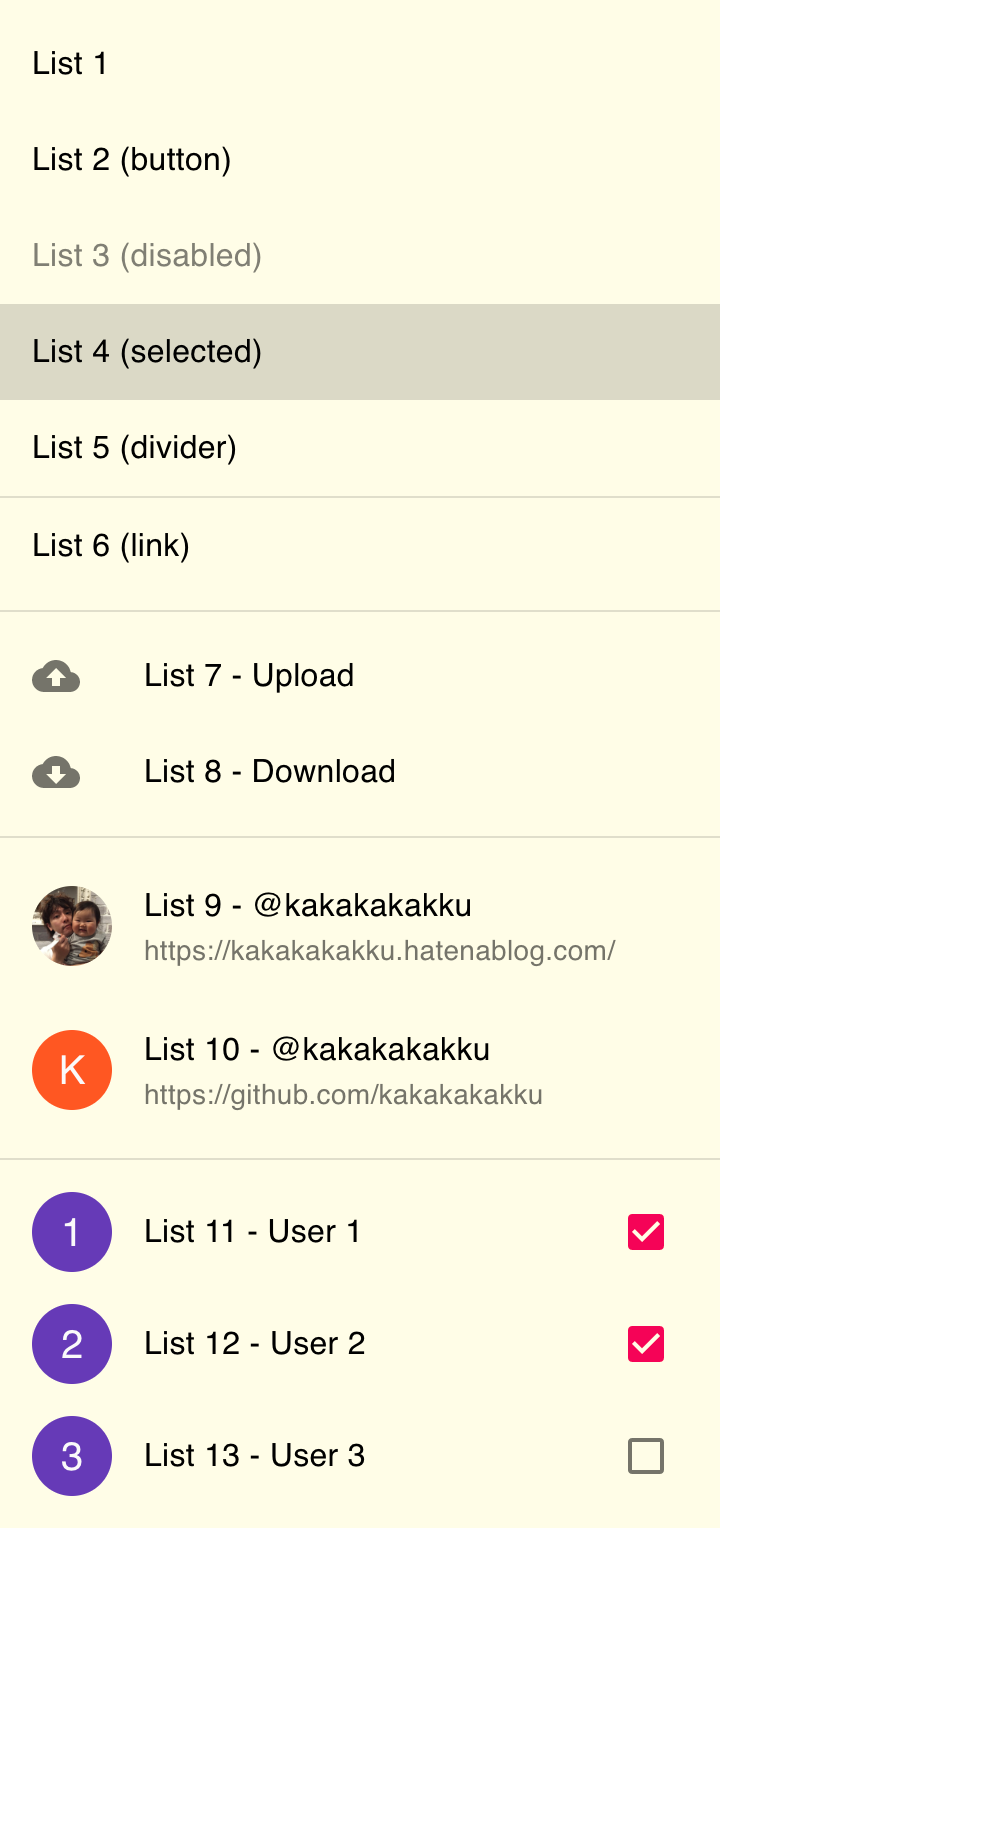 List 1
List 2 (button)
List 3 (disabled)
List 4 (selected)
List 5 (divider)
List 6 (link)
List 7 - Upload
List 8 - Download
List 9 - @kakakakakku
https://kakakakakku.hatenablog.com/
K
List 10 - @kakakakakku
https://github.com/kakakakakku
1
List 11 - User 1
2
List 12 - User 2
3
List 13 - User 3